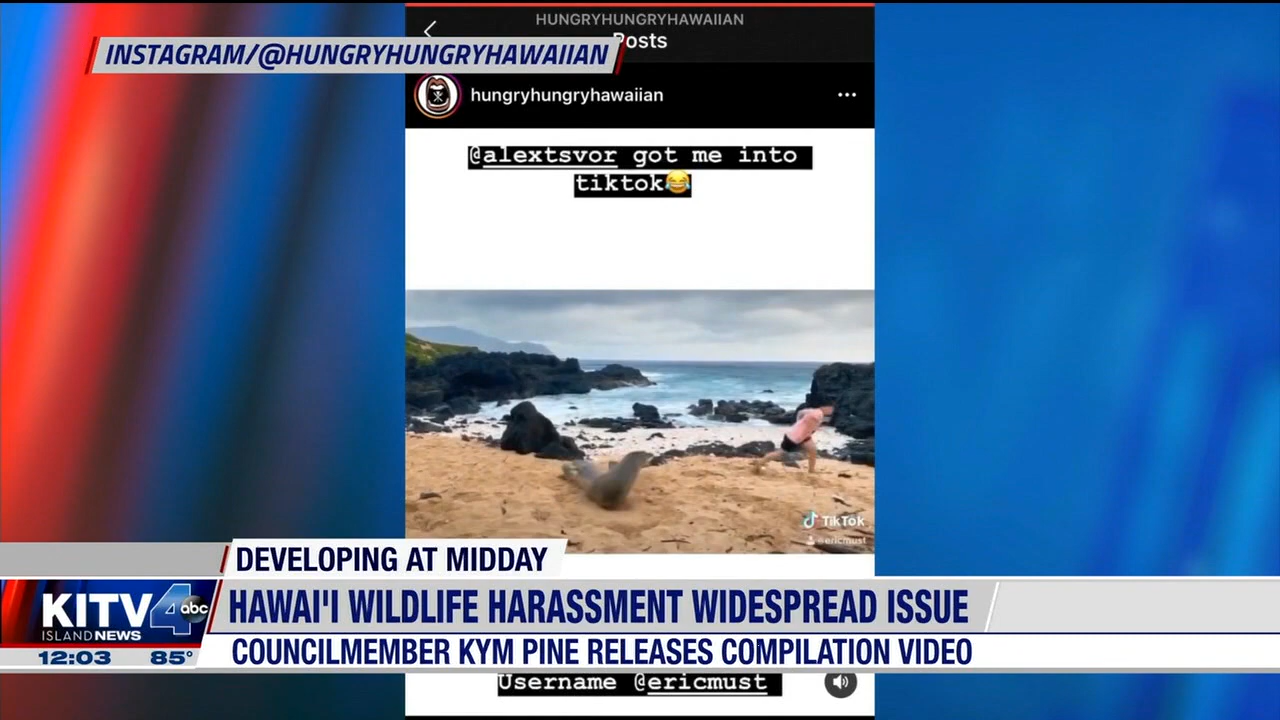 HUNGRYHUNGRYHAWAIIAN
Posts
INSTAGRAM/@HUNGRYHUNGRYHAWAIIAN
hungryhungryhawaiian
@alextsvor got me into
tiktok😂
TikTok
@ericmust
DEVELOPING AT MIDDAY
KITV4 abc
ISLAND NEWS
HAWAI'I WILDLIFE HARASSMENT WIDESPREAD ISSUE
12:03 85°
COUNCILMEMBER KYM PINE RELEASES COMPILATION VIDEO
Username @ericmust